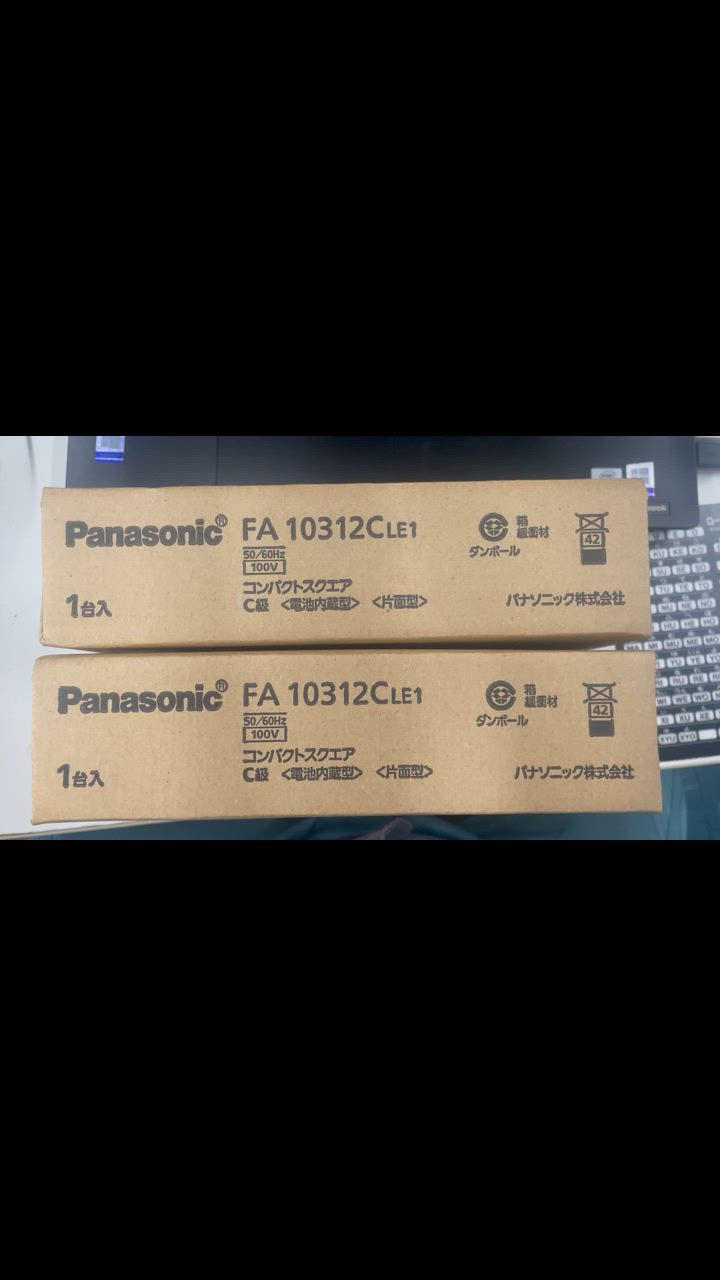 Panasonic® FA 10312CLE1
50/60Hz
100V
コンパクトスクエア
C級 〈電池内蔵型〉 〈片面型〉
1台入
箱
緩衝材
ダンボール
42
パナソニック株式会社
Panasonic® FA 10312CLE1
50/60Hz
100V
コンパクトスクエア
C級 〈電池内蔵型〉 〈片面型〉
1台入
箱
緩衝材
ダンボール
42
パナソニック株式会社